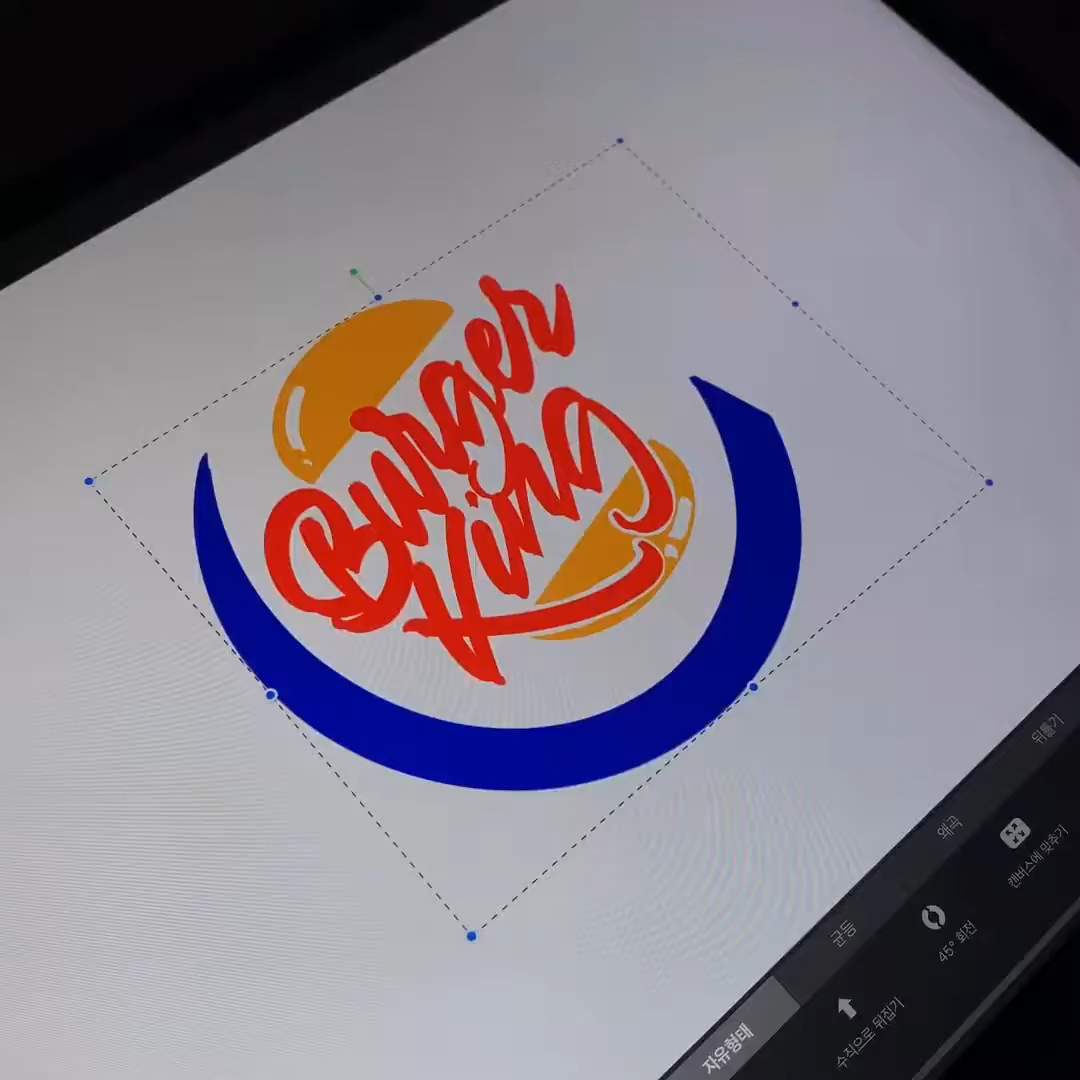 Burger
King
자유형태
균등
왜곡
뒤틀기
수직으로 뒤집기
45° 회전
캔버스에 맞추기